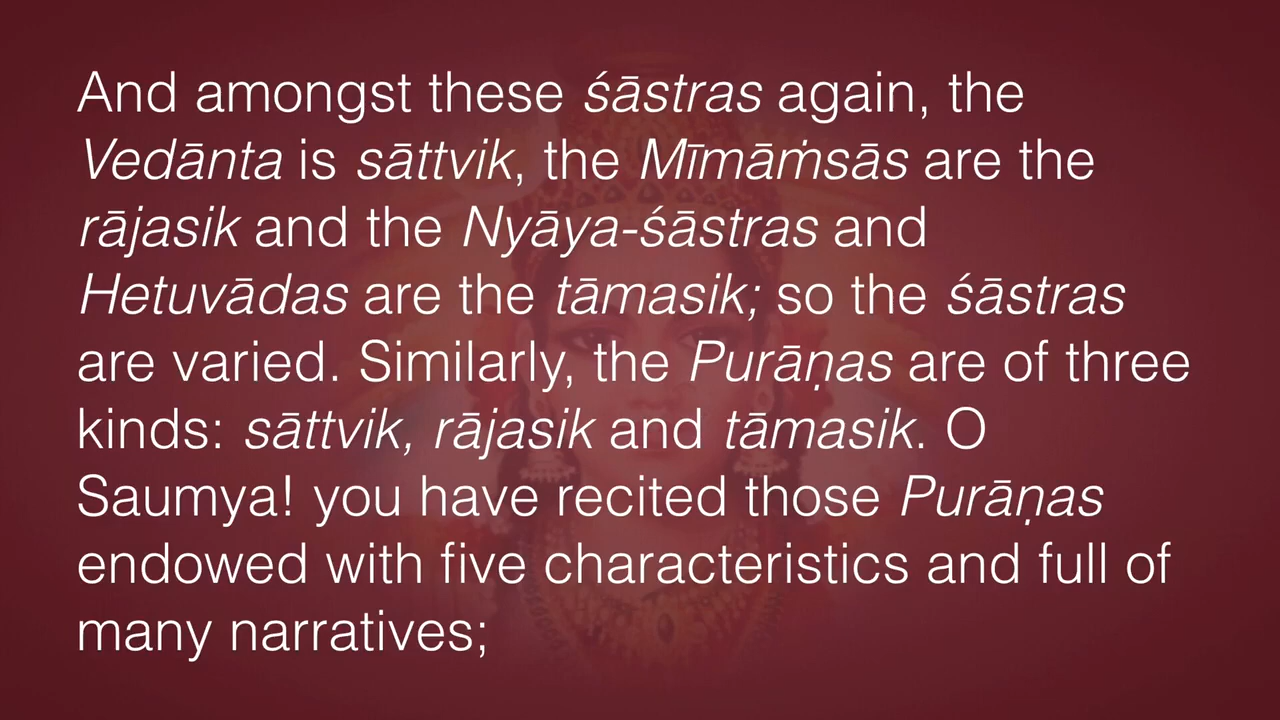 And amongst these śāstras again, the
Vedānta is sāttvik, the Mīmāṁsās are the
rājasik and the Nyāya-śāstras and
Hetuvādas are the tāmasik; so the śāstras
are varied. Similarly, the Purāṇas are of three
kinds: sāttvik, rājasik and tāmasik. O
Saumya! you have recited those Purāṇas
endowed with five characteristics and full of
many narratives;